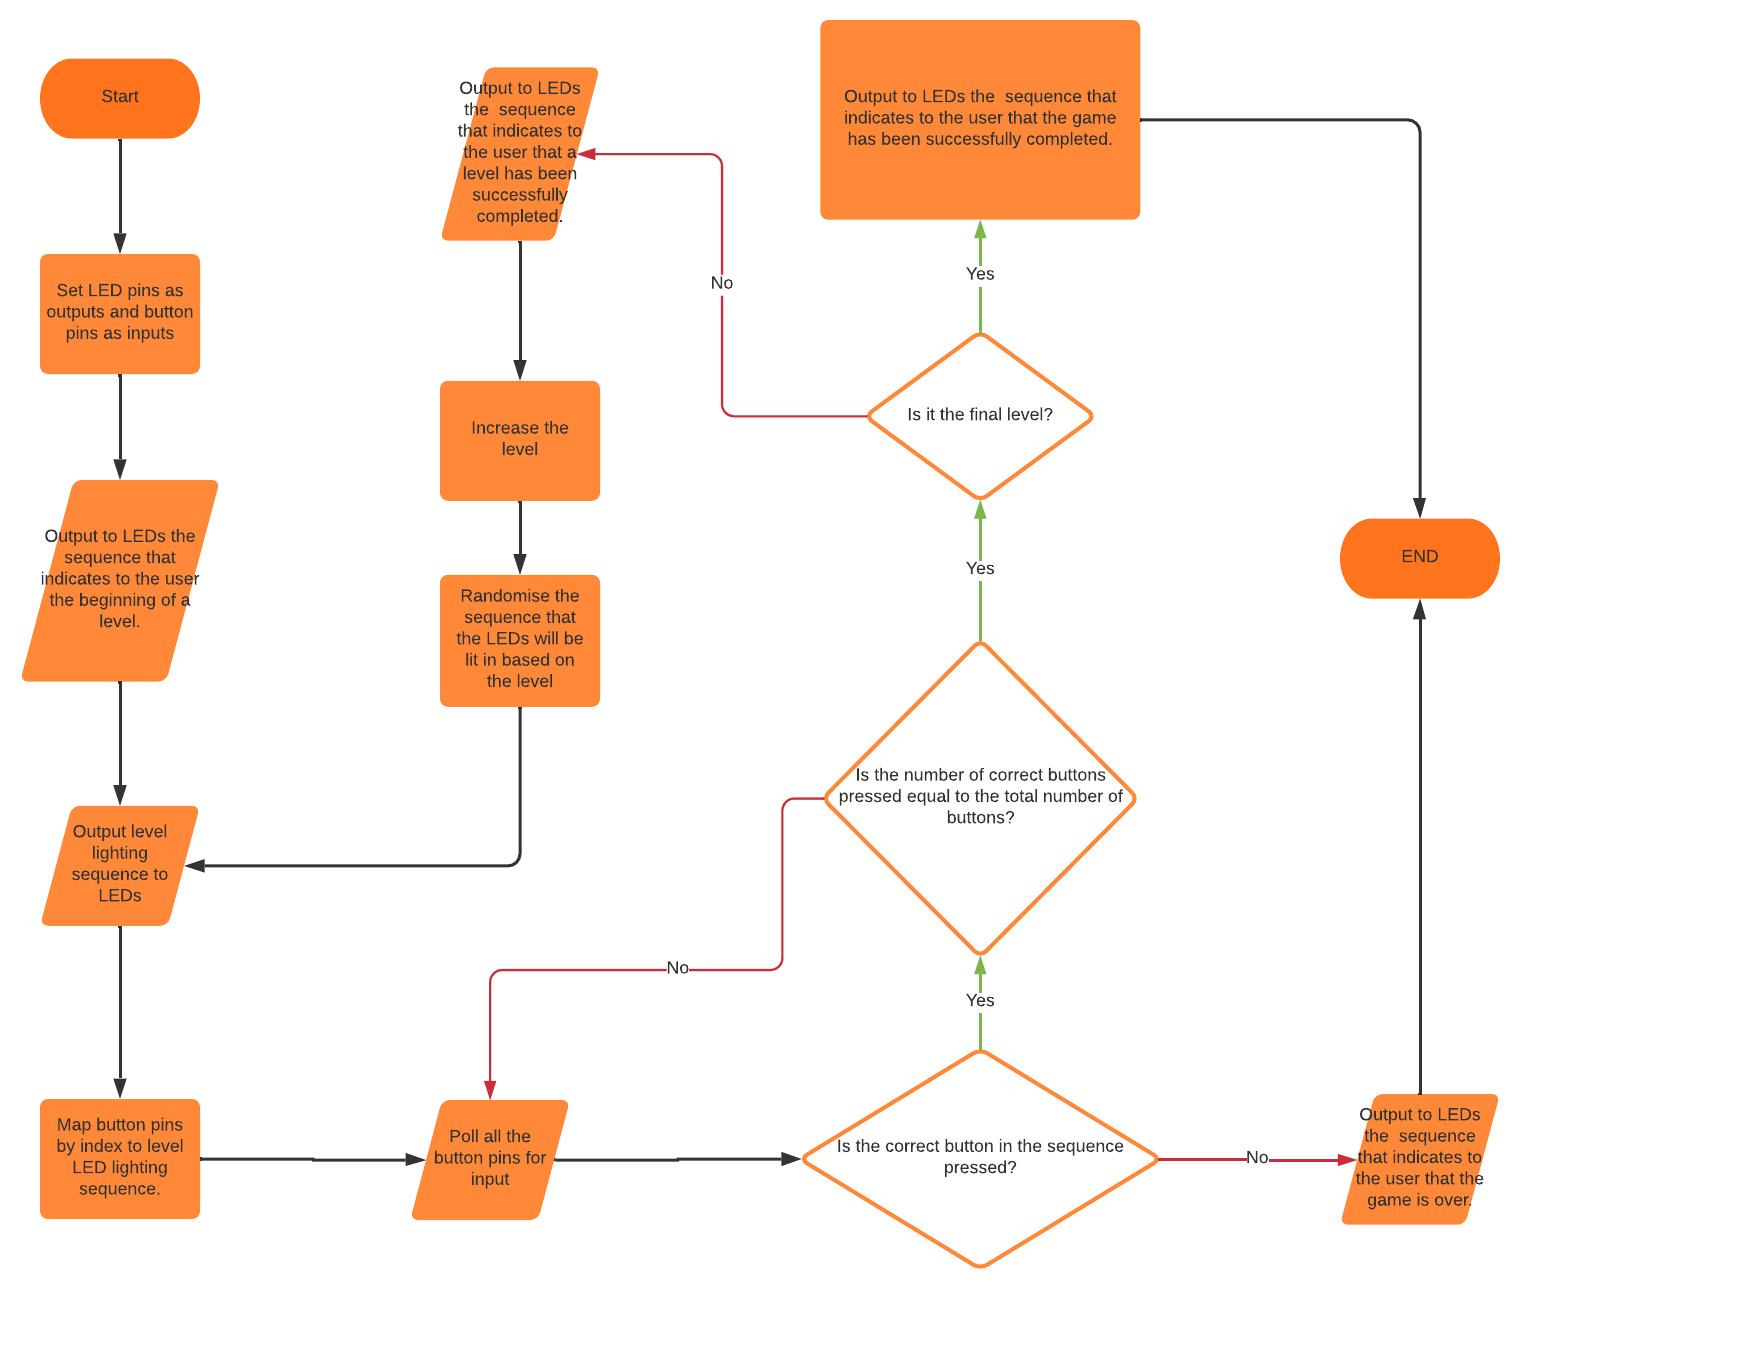 Start
Set LED pins as
outputs and button
pins as inputs
Output to LEDs the
sequence that
indicates to the user
the beginning of a
level.
Output level
lighting
sequence to
LEDs
Map button pins
by index to level
LED lighting
sequence.
Output to LEDs
the  sequence
that indicates to
the user that a
level has been
successfully
completed.
Increase the
level
Randomise the
sequence that
the LEDs will be
lit in based on
the level
Poll all the
button pins for
input
No
No
Output to LEDs the  sequence that
indicates to the user that the game
has been successfully completed.
Yes
Is it the final level?
Yes
Is the number of correct buttons
pressed equal to the total number of
buttons?
Yes
Is the correct button in the sequence
pressed?
No
END
Output to LEDs
the  sequence
that indicates to
the user that the
game is over.